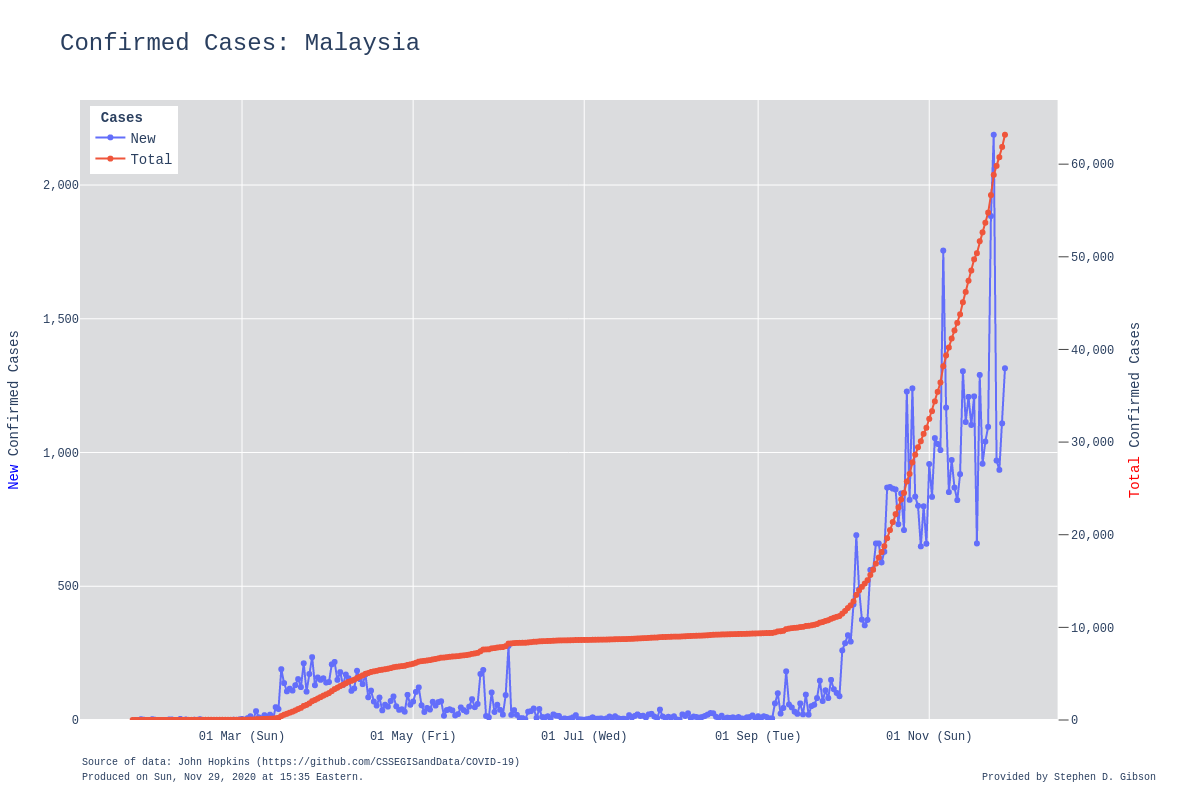 Confirmed Cases: Malaysia
Cases
New
Total
2,000
1,500
1,000
500
0
60,000
50,000
40,000
30,000
20,000
10,000
0
New Confirmed Cases
Total Confirmed Cases
01 Mar (Sun)
01 May (Fri)
01 Jul (Wed)
01 Sep (Tue)
01 Nov (Sun)
Source of data: John Hopkins (https://github.com/CSSEGISandData/COVID-19)
Produced on Sun, Nov 29, 2020 at 15:35 Eastern.
Provided by Stephen D. Gibson